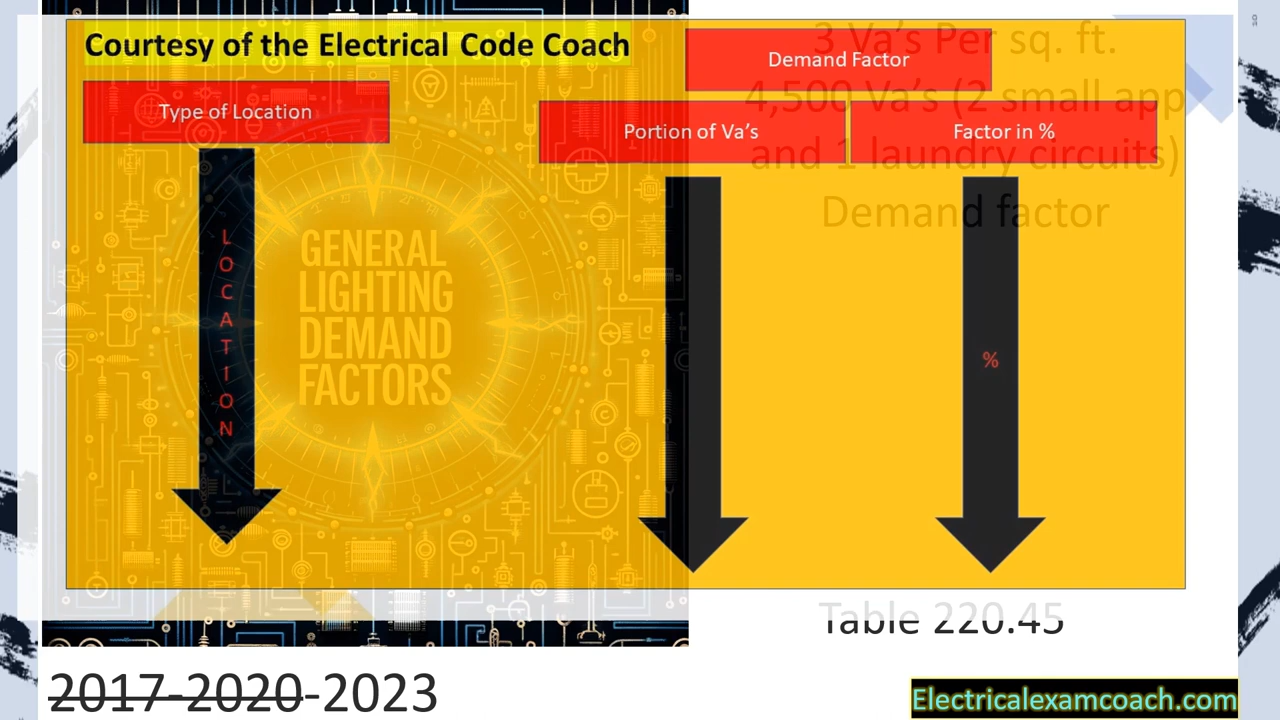 Courtesy of the Electrical Code Coach
3 Va's Per sq. ft.
4,500 Va's (2 small app
and 1 laundry circuits)
Demand factor
Demand Factor
Type of Location
Portion of Va's
Factor in %
LOCATION
%
GENERAL
LIGHTING
DEMAND
FACTORS
Table 220.45
2017-2020-2023
Electricalexamcoach.com